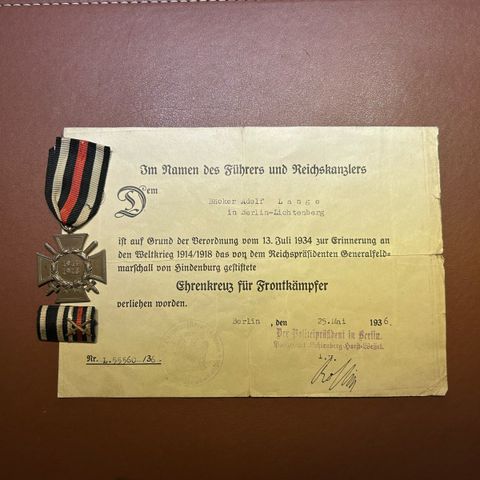 Im Namen des Führers und Reichskanzlers
Dem
Bäcker Adolf Lange
in Berlin-Lichtenberg
ist auf Grund der Verordnung vom 13. Juli 1934 zur Erinnerung an
den Weltkrieg 1914/1918 das von dem Reichspräsidenten Generalfeld-
marschall von Hindenburg gestiftete
Ehrenkreuz für Frontkämpfer
verliehen worden.
Berlin, den 25. Mai 1936.
Der Polizeipräsident in Berlin.
Nr. L.55560 /36.